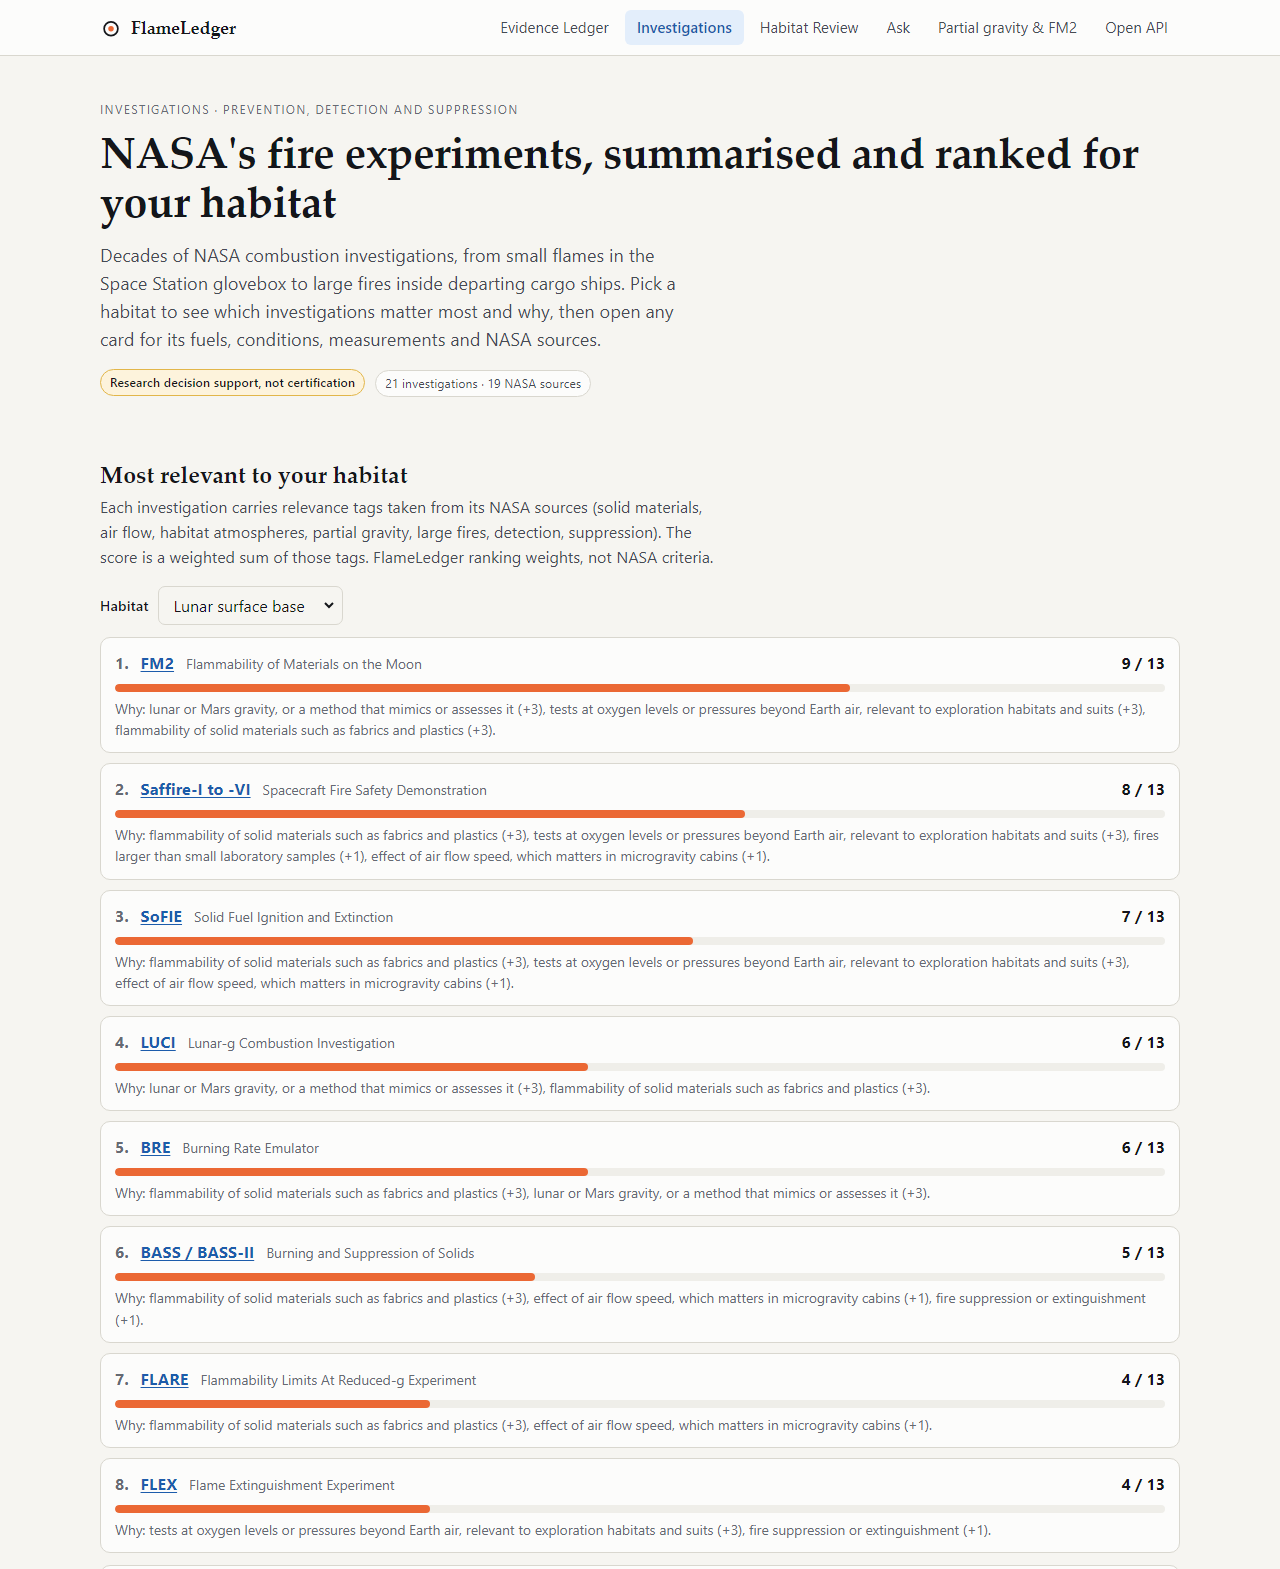 FlameLedger
Evidence Ledger
Investigations
Habitat Review
Ask
Partial gravity & FM2
Open API
INVESTIGATIONS · PREVENTION, DETECTION AND SUPPRESSION
NASA's fire experiments, summarised and ranked for
your habitat
Decades of NASA combustion investigations, from small flames in the
Space Station glovebox to large fires inside departing cargo ships. Pick a
habitat to see which investigations matter most and why, then open any
card for its fuels, conditions, measurements and NASA sources.
Research decision support, not certification
21 investigations · 19 NASA sources
Most relevant to your habitat
Each investigation carries relevance tags taken from its NASA sources (solid materials,
air flow, habitat atmospheres, partial gravity, large fires, detection, suppression). The
score is a weighted sum of those tags. FlameLedger ranking weights, not NASA criteria.
Habitat
Lunar surface base
1. FM2 Flammability of Materials on the Moon 9 / 13
Why: lunar or Mars gravity, or a method that mimics or assesses it (+3), tests at oxygen levels or pressures beyond Earth air, relevant to exploration habitats and suits (+3),
flammability of solid materials such as fabrics and plastics (+3).
2. Saffire-I to -VI Spacecraft Fire Safety Demonstration 8 / 13
Why: flammability of solid materials such as fabrics and plastics (+3), tests at oxygen levels or pressures beyond Earth air, relevant to exploration habitats and suits (+3), fires
larger than small laboratory samples (+1), effect of air flow speed, which matters in microgravity cabins (+1).
3. SoFIE Solid Fuel Ignition and Extinction 7 / 13
Why: flammability of solid materials such as fabrics and plastics (+3), tests at oxygen levels or pressures beyond Earth air, relevant to exploration habitats and suits (+3),
effect of air flow speed, which matters in microgravity cabins (+1).
4. LUCI Lunar-g Combustion Investigation 6 / 13
Why: lunar or Mars gravity, or a method that mimics or assesses it (+3), flammability of solid materials such as fabrics and plastics (+3).
5. BRE Burning Rate Emulator 6 / 13
Why: flammability of solid materials such as fabrics and plastics (+3), lunar or Mars gravity, or a method that mimics or assesses it (+3).
6. BASS / BASS-II Burning and Suppression of Solids 5 / 13
Why: flammability of solid materials such as fabrics and plastics (+3), effect of air flow speed, which matters in microgravity cabins (+1), fire suppression or extinguishment
(+1).
7. FLARE Flammability Limits At Reduced-g Experiment 4 / 13
Why: flammability of solid materials such as fabrics and plastics (+3), effect of air flow speed, which matters in microgravity cabins (+1).
8. FLEX Flame Extinguishment Experiment 4 / 13
Why: tests at oxygen levels or pressures beyond Earth air, relevant to exploration habitats and suits (+3), fire suppression or extinguishment (+1).